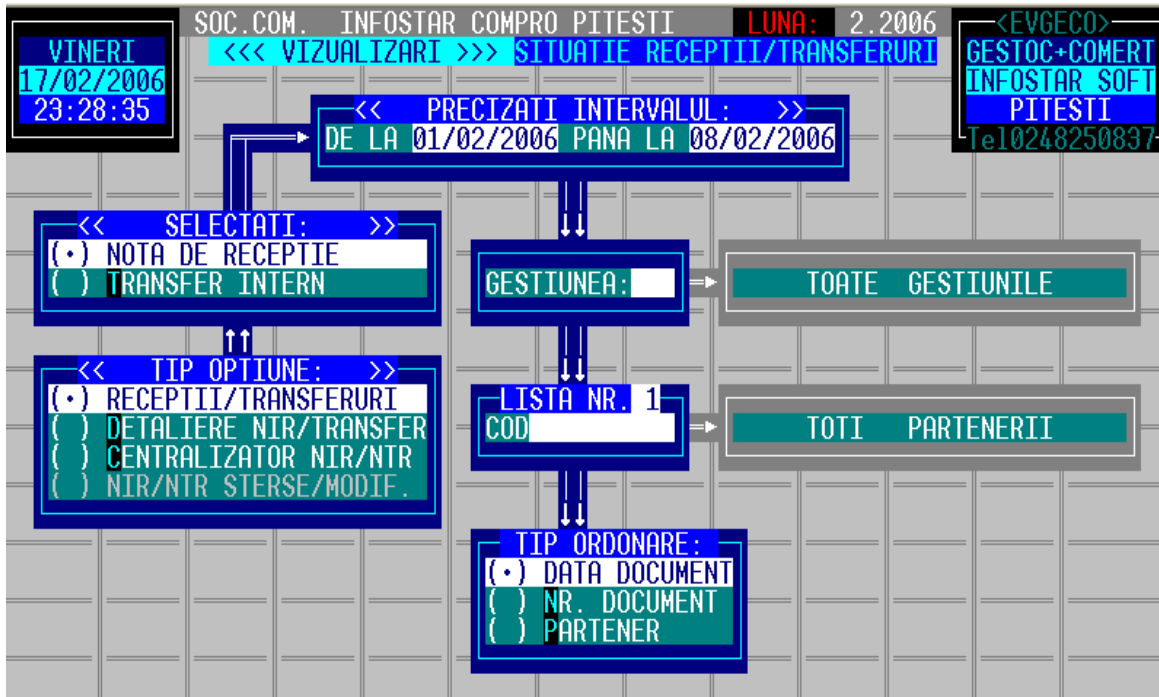 SOC.COM. INFOSTAR COMPRO PITESTI LUNA: 2.2006
<<< VIZUALIZARI >>> SITUATIE RECEPTII/TRANSFERURI
VINERI
17/02/2006
23:28:35
<EVGECO>
GESTOC+COMERT
INFOSTAR SOFT
PITESTI
Tel0248250837
<< PRECIZATI INTERVALUL: >>
DE LA 01/02/2006 PANA LA 08/02/2006
<< SELECTATI: >>
(•) NOTA DE RECEPTIE
( ) TRANSFER INTERN
<< TIP OPTIUNE: >>
(•) RECEPTII/TRANSFERURI
( ) DETALIERE NIR/TRANSFER
( ) CENTRALIZATOR NIR/NTR
( ) NIR/NTR STERSE/MODIF.
GESTIUNEA:
TOATE GESTIUNILE
LISTA NR. 1
COD
TOTI PARTENERII
TIP ORDONARE:
(•) DATA DOCUMENT
( ) NR. DOCUMENT
( ) PARTENER